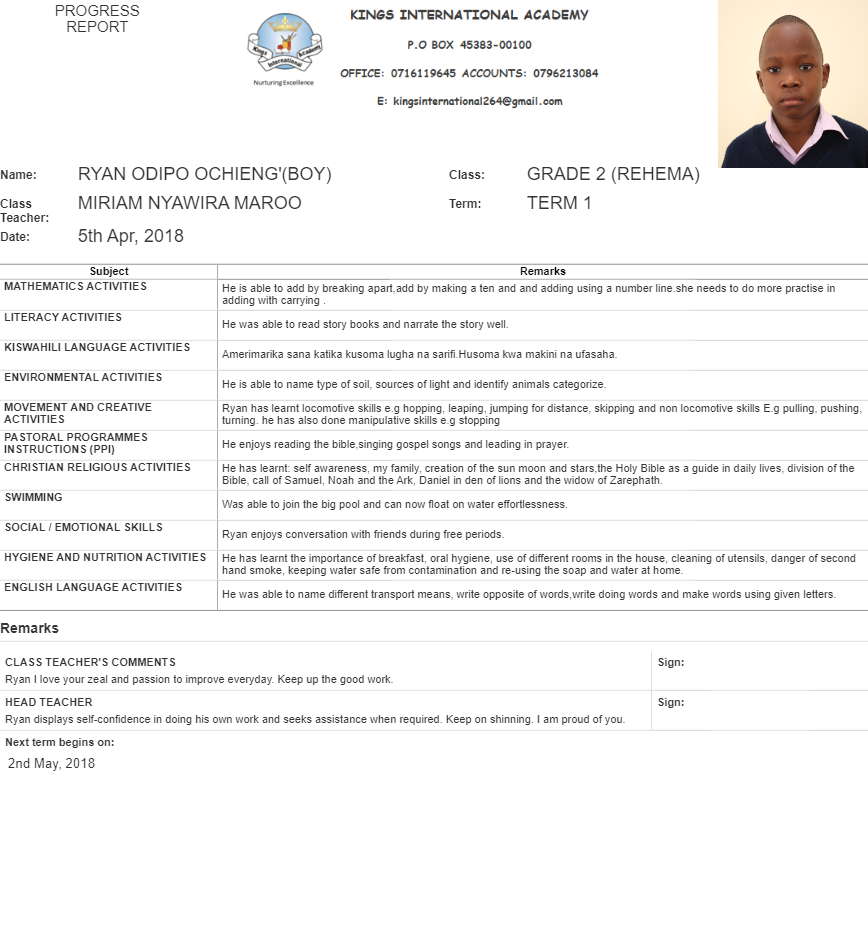 PROGRESS
REPORT
KINGS INTERNATIONAL ACADEMY
P.O BOX 45383-00100
OFFICE: 0716119645 ACCOUNTS: 0796213084
E: kingsinternational264@gmail.com
Kings Academy
International
Nurturing Excellence
Name: RYAN ODIPO OCHIENG'(BOY) Class: GRADE 2 (REHEMA)
Class Teacher: MIRIAM NYAWIRA MAROO Term: TERM 1
Date: 5th Apr, 2018
Subject Remarks
MATHEMATICS ACTIVITIES
He is able to add by breaking apart,add by making a ten and and adding using a number line.she needs to do more practise in
adding with carrying .
LITERACY ACTIVITIES
He was able to read story books and narrate the story well.
KISWAHILI LANGUAGE ACTIVITIES
Amerimarika sana katika kusoma lugha na sarifi.Husoma kwa makini na ufasaha.
ENVIRONMENTAL ACTIVITIES
He is able to name type of soil, sources of light and identify animals categorize.
MOVEMENT AND CREATIVE
ACTIVITIES
Ryan has learnt locomotive skills e.g hopping, leaping, jumping for distance, skipping and non locomotive skills E.g pulling, pushing,
turning. he has also done manipulative skills e.g stopping
PASTORAL PROGRAMMES
INSTRUCTIONS (PPI)
He enjoys reading the bible,singing gospel songs and leading in prayer.
CHRISTIAN RELIGIOUS ACTIVITIES
He has learnt: self awareness, my family, creation of the sun moon and stars,the Holy Bible as a guide in daily lives, division of the
Bible, call of Samuel, Noah and the Ark, Daniel in den of lions and the widow of Zarephath.
SWIMMING
Was able to join the big pool and can now float on water effortlessness.
SOCIAL / EMOTIONAL SKILLS
Ryan enjoys conversation with friends during free periods.
HYGIENE AND NUTRITION ACTIVITIES
He has learnt the importance of breakfast, oral hygiene, use of different rooms in the house, cleaning of utensils, danger of second
hand smoke, keeping water safe from contamination and re-using the soap and water at home.
ENGLISH LANGUAGE ACTIVITIES
He was able to name different transport means, write opposite of words,write doing words and make words using given letters.
Remarks
CLASS TEACHER'S COMMENTS Sign:
Ryan I love your zeal and passion to improve everyday. Keep up the good work.
HEAD TEACHER Sign:
Ryan displays self-confidence in doing his own work and seeks assistance when required. Keep on shinning. I am proud of you.
Next term begins on:
2nd May, 2018